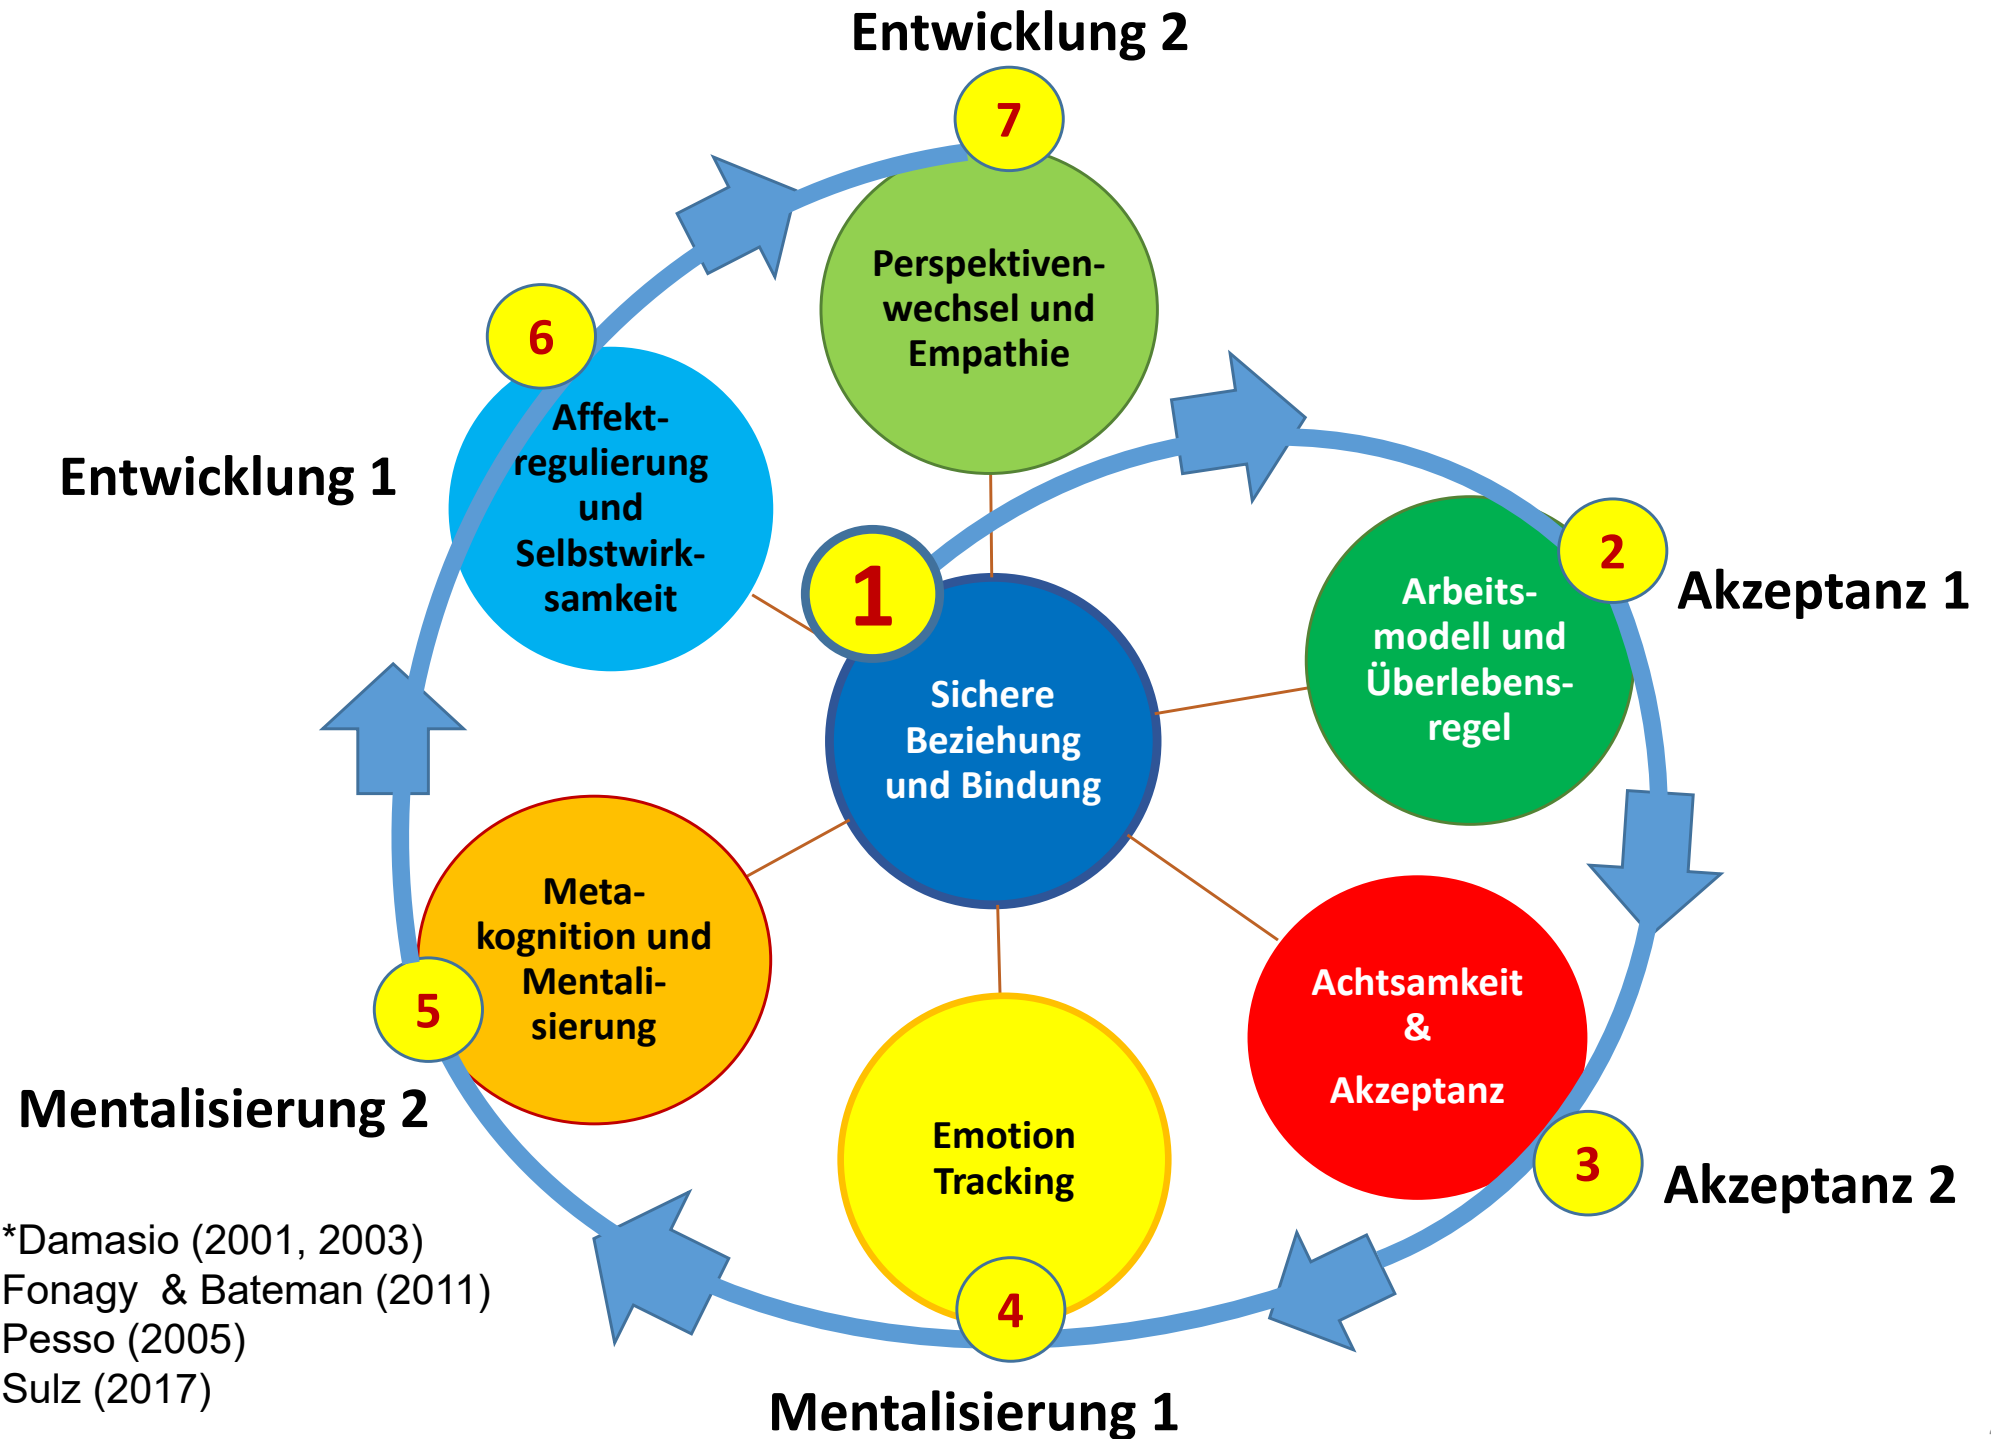 Entwicklung 2
7
Perspektiven-
wechsel und
Empathie
6
Affekt-
regulierung
und
Selbstwirk-
samkeit
Entwicklung 1
1
Sichere
Beziehung
und Bindung
2
Akzeptanz 1
Arbeits-
modell und
Überlebens-
regel
Achtsamkeit
&
Akzeptanz
3
Akzeptanz 2
Emotion
Tracking
4
Mentalisierung 1
Meta-
kognition und
Mentali-
sierung
5
Mentalisierung 2
*Damasio (2001, 2003)
Fonagy  & Bateman (2011)
Pesso (2005)
Sulz (2017)